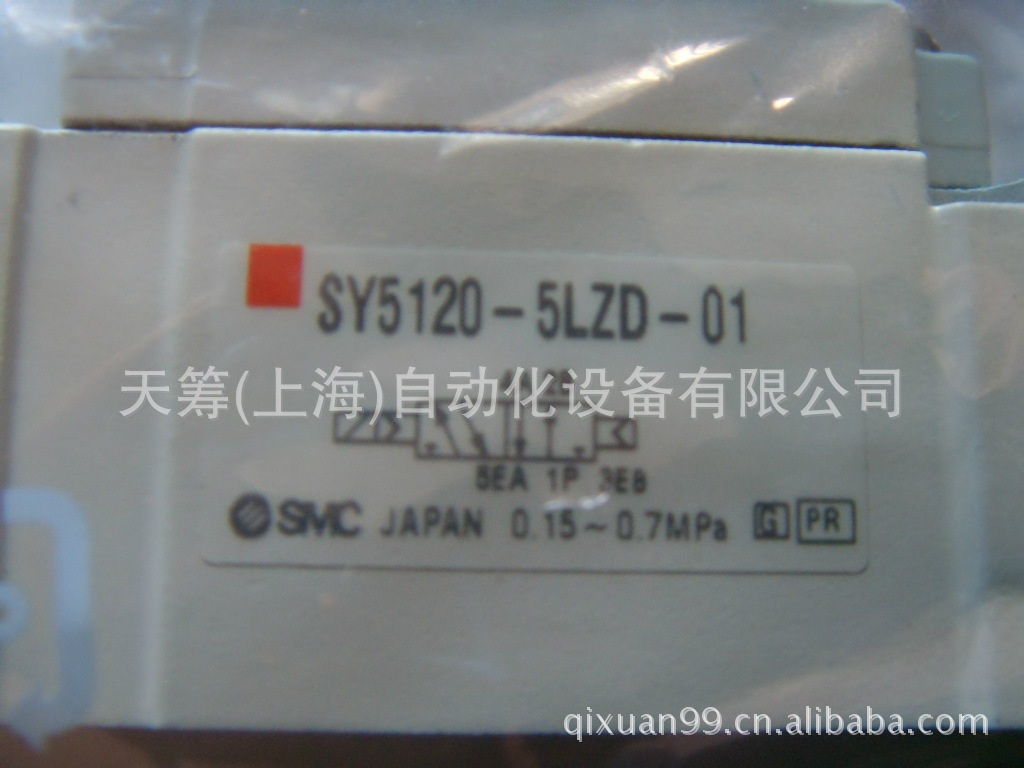 SY5120-5LZD-01
天筹(上海)自动化设备有限公司
5EA 1P 3EB
SMC JAPAN 0.15~0.7MPa G PR
qixuan99.cn.alibaba.com